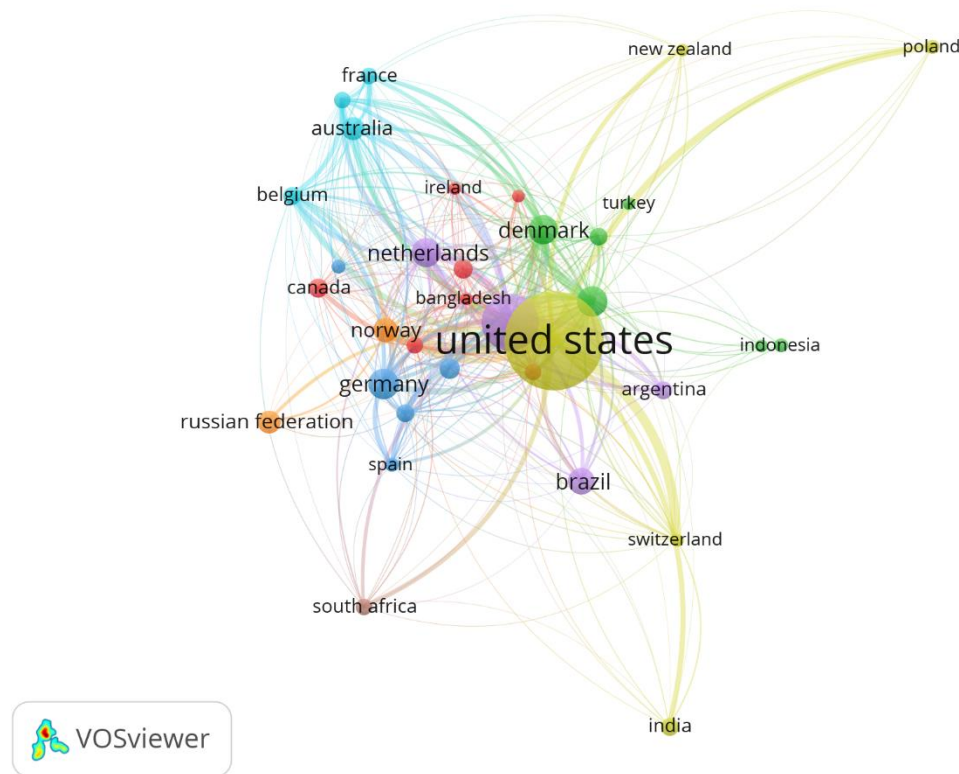 new zealand
poland
france
australia
ireland
belgium
turkey
denmark
netherlands
canada
bangladesh
norway
united states
indonesia
germany
argentina
russian federation
spain
brazil
switzerland
south africa
india
VOSviewer